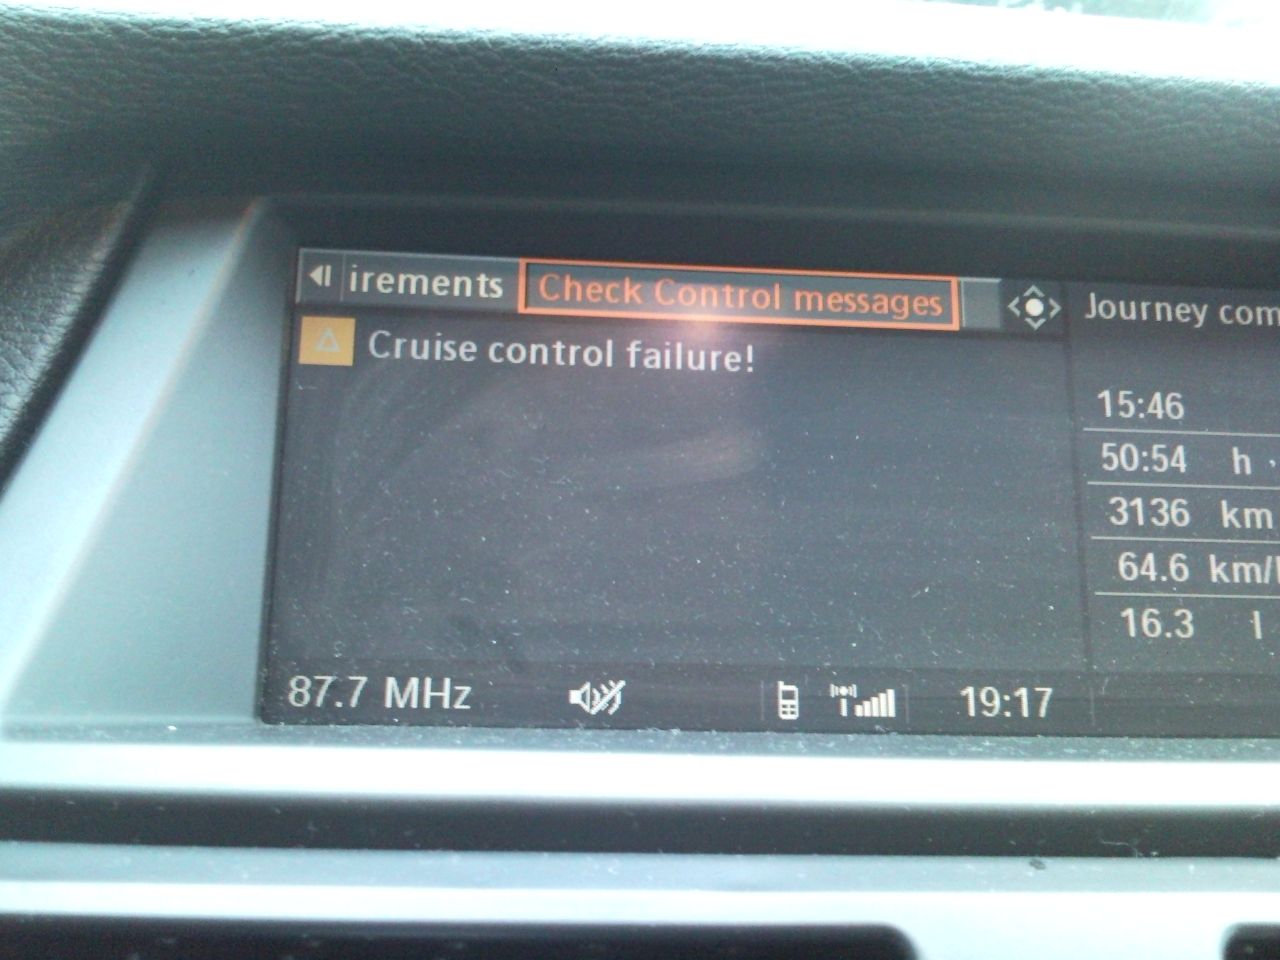 irements Check Control messages
Cruise control failure!
Journey com
15:46
50:54 h
3136 km
64.6 km/
16.3 l
87.7 MHz 19:17